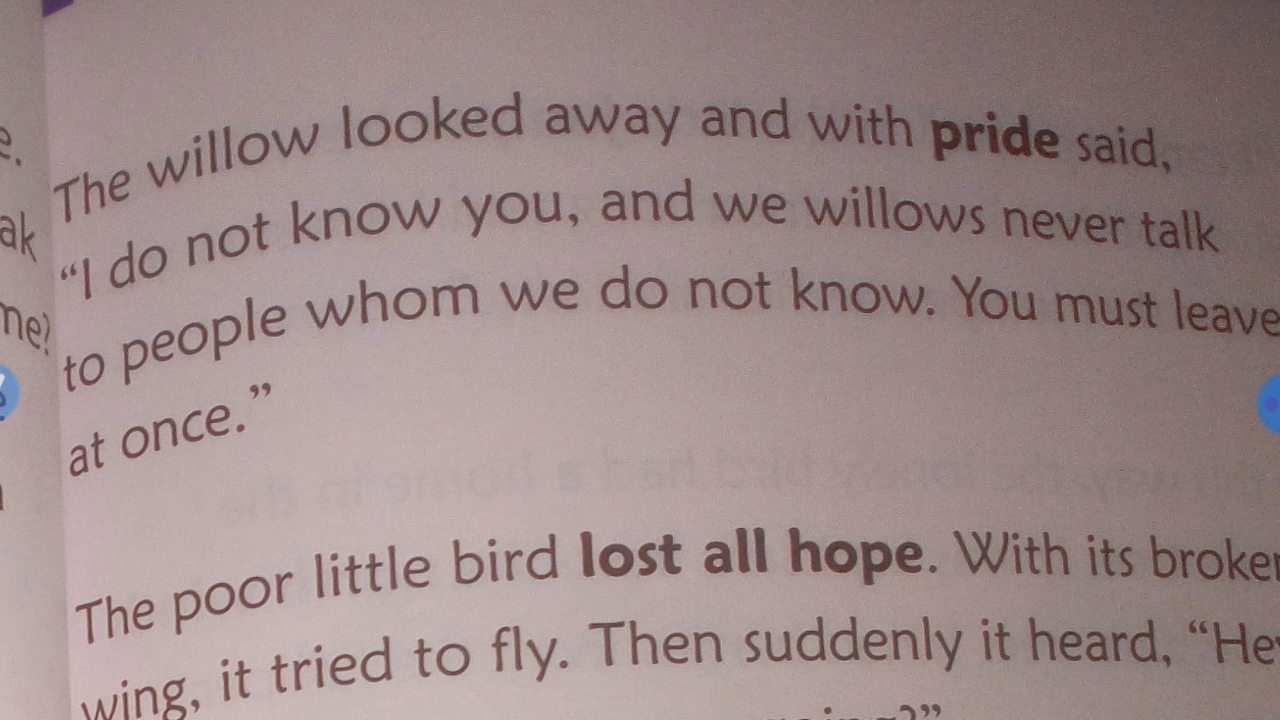 The willow looked away and with pride said,
“I do not know you, and we willows never talk
to people whom we do not know. You must leave
at once.”
The poor little bird lost all hope. With its
wing, it tried to fly. Then suddenly it heard,